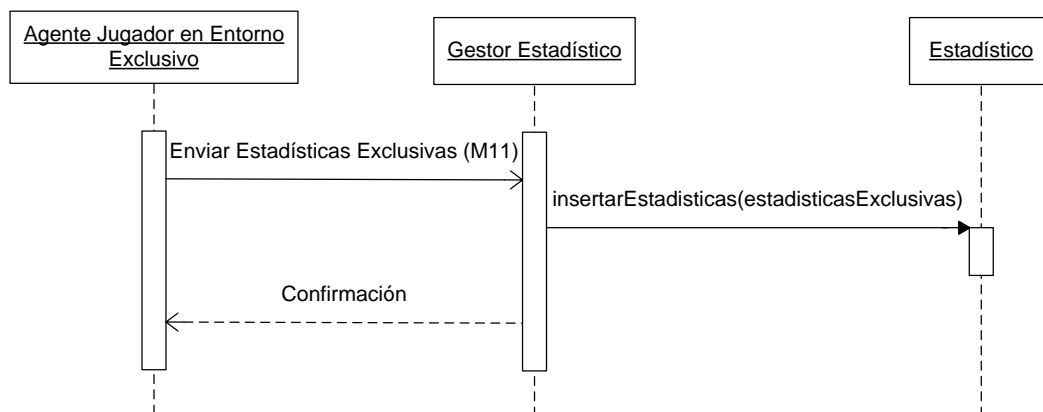 Agente Jugador en Entorno
Exclusivo
Gestor Estadístico
Estadístico
Enviar Estadísticas Exclusivas (M11)
insertarEstadisticas(estadisticasExclusivas)
Confirmación